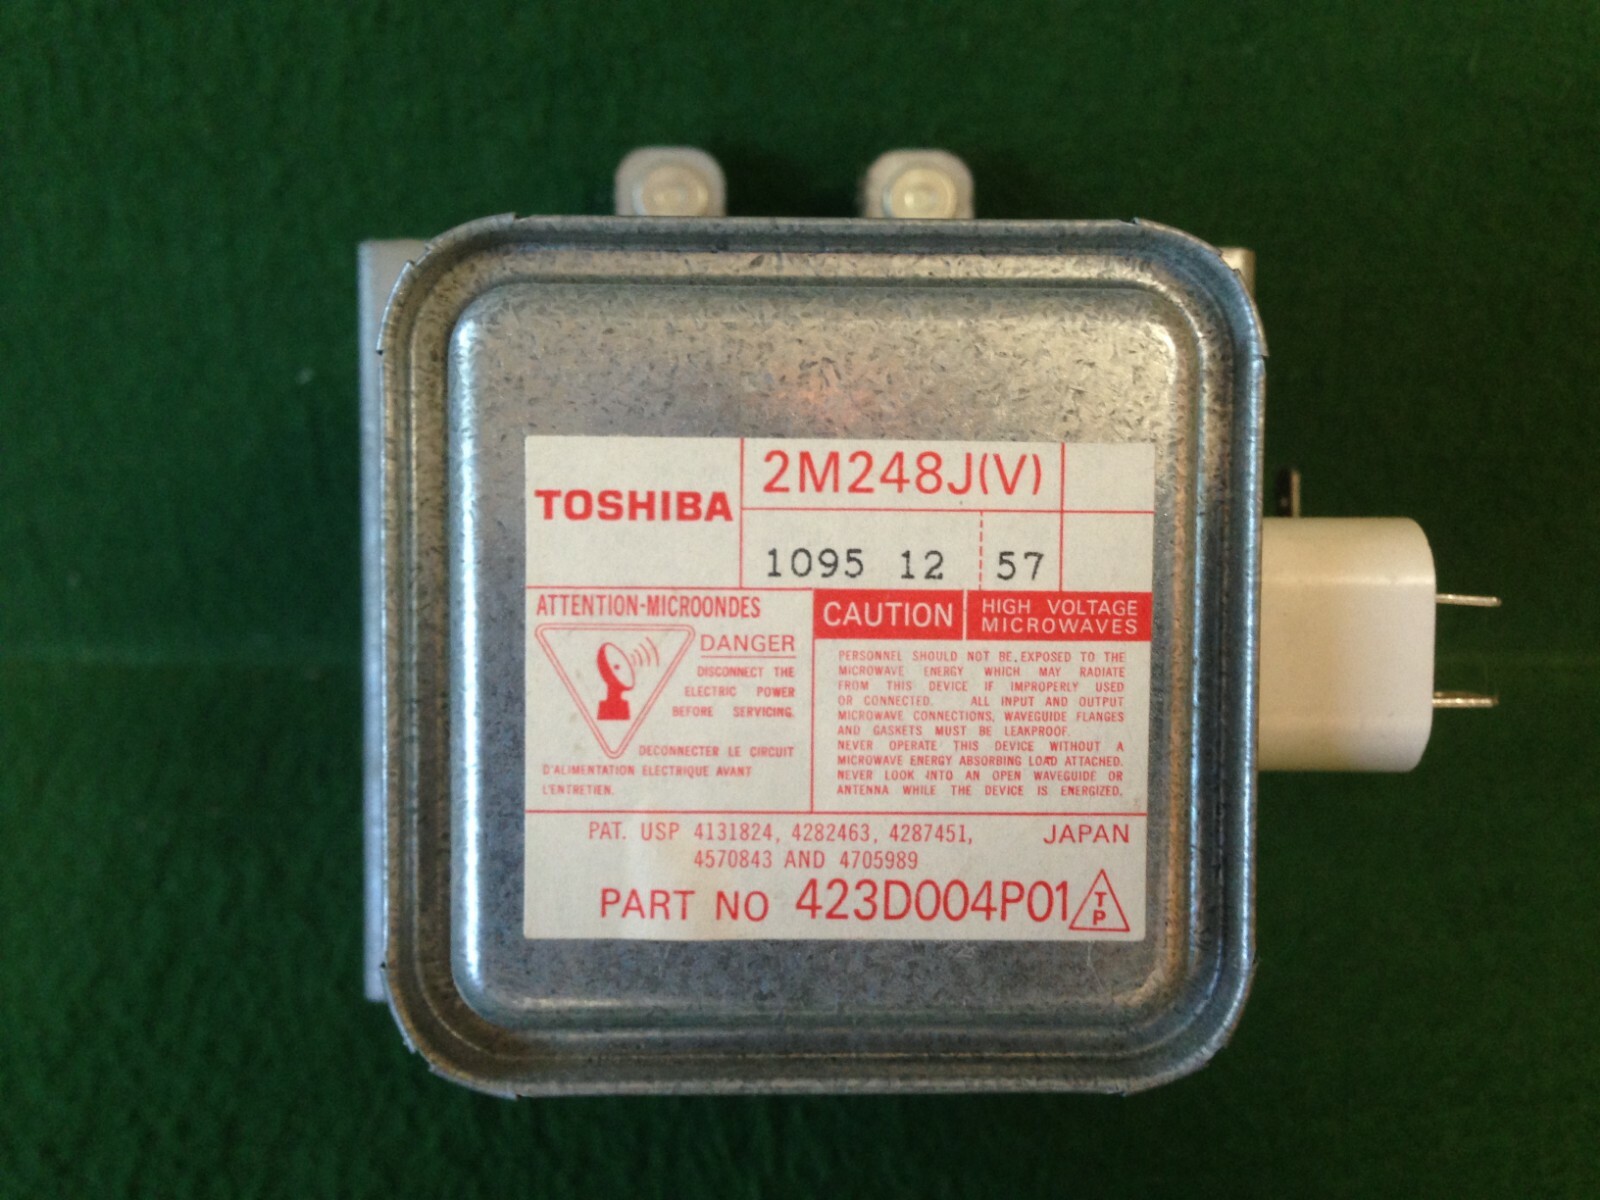 TOSHIBA
2M248J(V)
1095 12 57
ATTENTION-MICROONDES
DANGER
DISCONNECT THE
ELECTRIC POWER
BEFORE SERVICING.
DECONNECTER LE CIRCUIT
D'ALIMENTATION ELECTRIQUE AVANT
L'ENTRETIEN.
CAUTION
HIGH VOLTAGE
MICROWAVES
PERSONNEL SHOULD NOT BE EXPOSED TO THE
MICROWAVE ENERGY WHICH MAY RADIATE
FROM THIS DEVICE IF IMPROPERLY USED
OR CONNECTED. ALL INPUT AND OUTPUT
MICROWAVE CONNECTIONS, WAVEGUIDE FLANGES
AND GASKETS MUST BE LEAKPROOF.
NEVER OPERATE THIS DEVICE WITHOUT A
MICROWAVE ENERGY ABSORBING LOAD ATTACHED.
NEVER LOOK INTO AN OPEN WAVEGUIDE OR
ANTENNA WHILE THE DEVICE IS ENERGIZED.
PAT. USP 4131824, 4282463, 4287451,
4570843 AND 4705989
JAPAN
PART NO 423D004P01
T
P